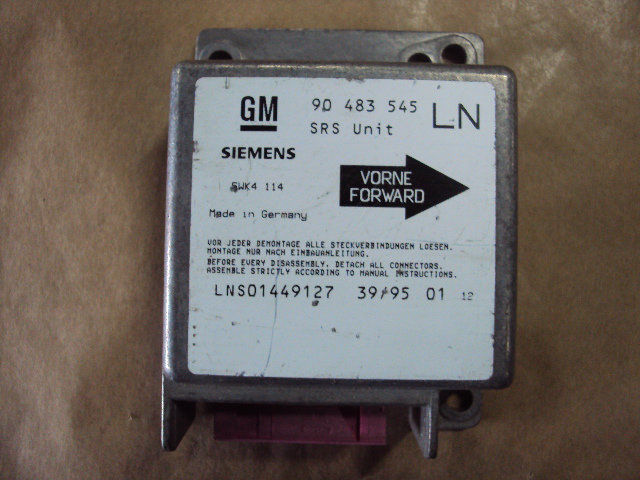 GM 90 483 545 LN
SRS Unit
SIEMENS
5WK4 114
VORNE
FORWARD
Made in Germany
VOR JEDER DEMONTAGE ALLE STECKVERBINDUNGEN LOESEN.
MONTAGE NUR NACH EINBAUANLEITUNG.
BEFORE EVERY DISASSEMBLY, DETACH ALL CONNECTORS.
ASSEMBLE STRICTLY ACCORDING TO MANUAL INSTRUCTIONS.
LNS01449127 39/95 01 12